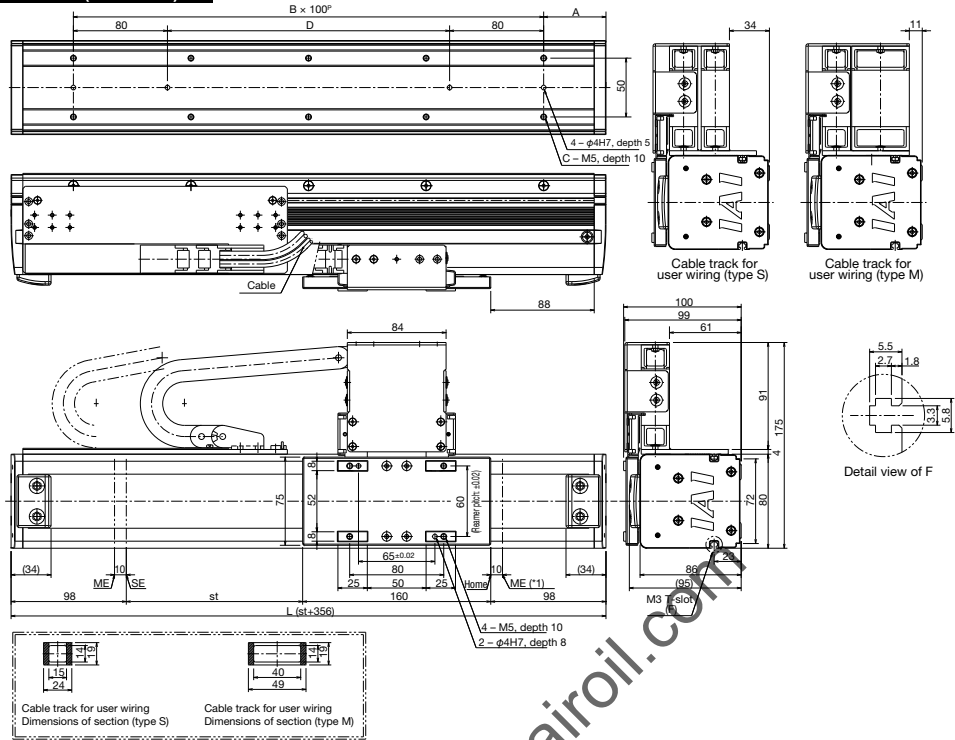 B × 100P
A
80
D
80
50
4 – φ4H7, depth 5
C – M5, depth 10
34
11
IAI
IAI
Cable track for
user wiring (type S)
Cable track for
user wiring (type M)
Cable
88
84
100
99
61
91
175
4
80
72
5.5
2.7
1.8
3.3
5.8
Detail view of F
75
8
52
8
60
(Reamer pitch: ±0.02)
65±0.02
80
25
50
25
(34)
10
ME
SE
Home
10
ME (*1)
(34)
98
st
160
98
L (st+356)
4 – M5, depth 10
2 – φ4H7, depth 8
IAI
23
86
(95)
M3 T-slot
(F)
14
19
15
24
14
19
40
49
Cable track for user wiring
Dimensions of section (type S)
Cable track for user wiring
Dimensions of section (type M)
airoil.com